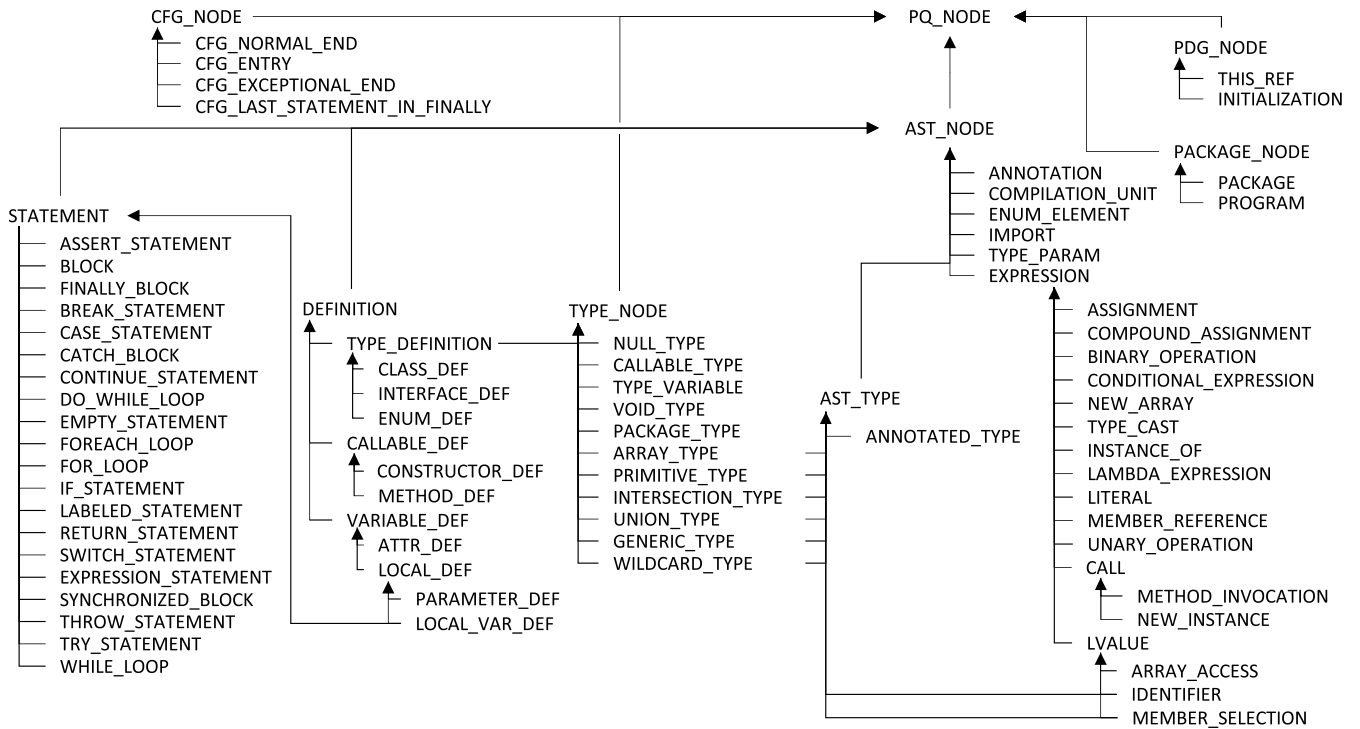 CFG_NODE
CFG_NORMAL_END
CFG_ENTRY
CFG_EXCEPTIONAL_END
CFG_LAST_STATEMENT_IN_FINALLY
PQ_NODE
PDG_NODE
THIS_REF
INITIALIZATION
PACKAGE_NODE
PACKAGE
PROGRAM
AST_NODE
ANNOTATION
COMPILATION_UNIT
ENUM_ELEMENT
IMPORT
TYPE_PARAM
EXPRESSION
STATEMENT
ASSERT_STATEMENT
BLOCK
FINALLY_BLOCK
BREAK_STATEMENT
CASE_STATEMENT
CATCH_BLOCK
CONTINUE_STATEMENT
DO_WHILE_LOOP
EMPTY_STATEMENT
FOREACH_LOOP
FOR_LOOP
IF_STATEMENT
LABELED_STATEMENT
RETURN_STATEMENT
SWITCH_STATEMENT
EXPRESSION_STATEMENT
SYNCHRONIZED_BLOCK
THROW_STATEMENT
TRY_STATEMENT
WHILE_LOOP
DEFINITION
TYPE_DEFINITION
CLASS_DEF
INTERFACE_DEF
ENUM_DEF
CALLABLE_DEF
CONSTRUCTOR_DEF
METHOD_DEF
VARIABLE_DEF
ATTR_DEF
LOCAL_DEF
PARAMETER_DEF
LOCAL_VAR_DEF
TYPE_NODE
NULL_TYPE
CALLABLE_TYPE
TYPE_VARIABLE
VOID_TYPE
PACKAGE_TYPE
ARRAY_TYPE
PRIMITIVE_TYPE
INTERSECTION_TYPE
UNION_TYPE
GENERIC_TYPE
WILDCARD_TYPE
AST_TYPE
ANNOTATED_TYPE
ASSIGNMENT
COMPOUND_ASSIGNMENT
BINARY_OPERATION
CONDITIONAL_EXPRESSION
NEW_ARRAY
TYPE_CAST
INSTANCE_OF
LAMBDA_EXPRESSION
LITERAL
MEMBER_REFERENCE
UNARY_OPERATION
CALL
METHOD_INVOCATION
NEW_INSTANCE
LVALUE
ARRAY_ACCESS
IDENTIFIER
MEMBER_SELECTION